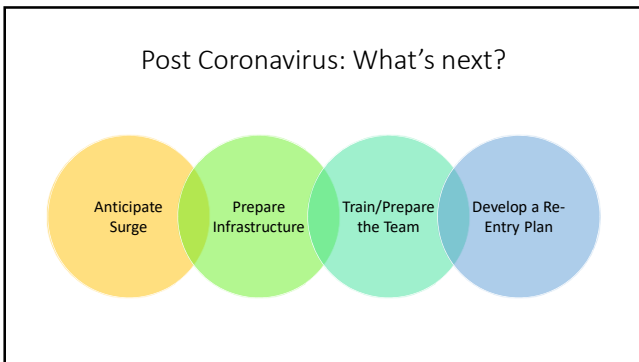 Post Coronavirus: What’s next?
Anticipate
Surge
Prepare
Infrastructure
Train/Prepare
the Team
Develop a Re-
Entry Plan